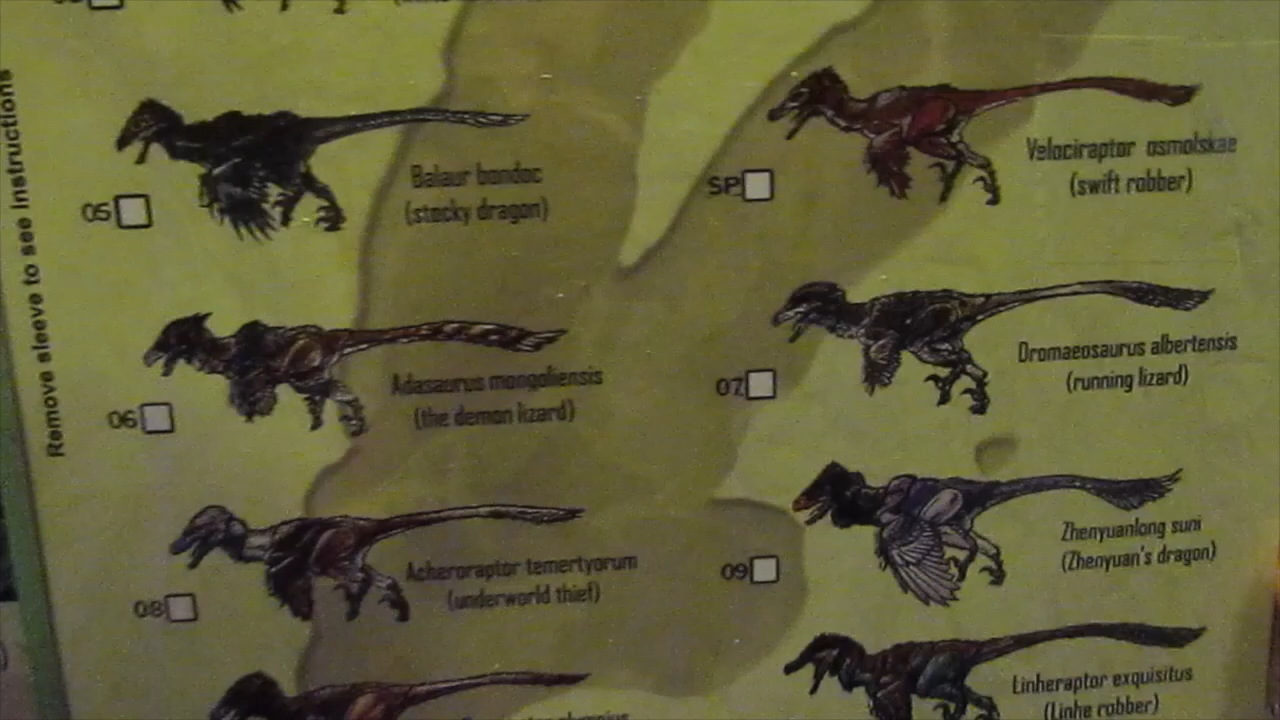 Remove sleeve to see Instructions
05
Balaur bondoc
(stocky dragon)
SP
Velociraptor osmolskae
(swift robber)
06
Adasaurus mongoliensis
(the demon lizard)
07
Dromaeosaurus albertensis
(running lizard)
08
Acheroraptor temertyorum
(underworld thief)
09
Zhenyuanlong suni
(Zhenyuan's dragon)
Linheraptor exquisitus
(Linhe robber)